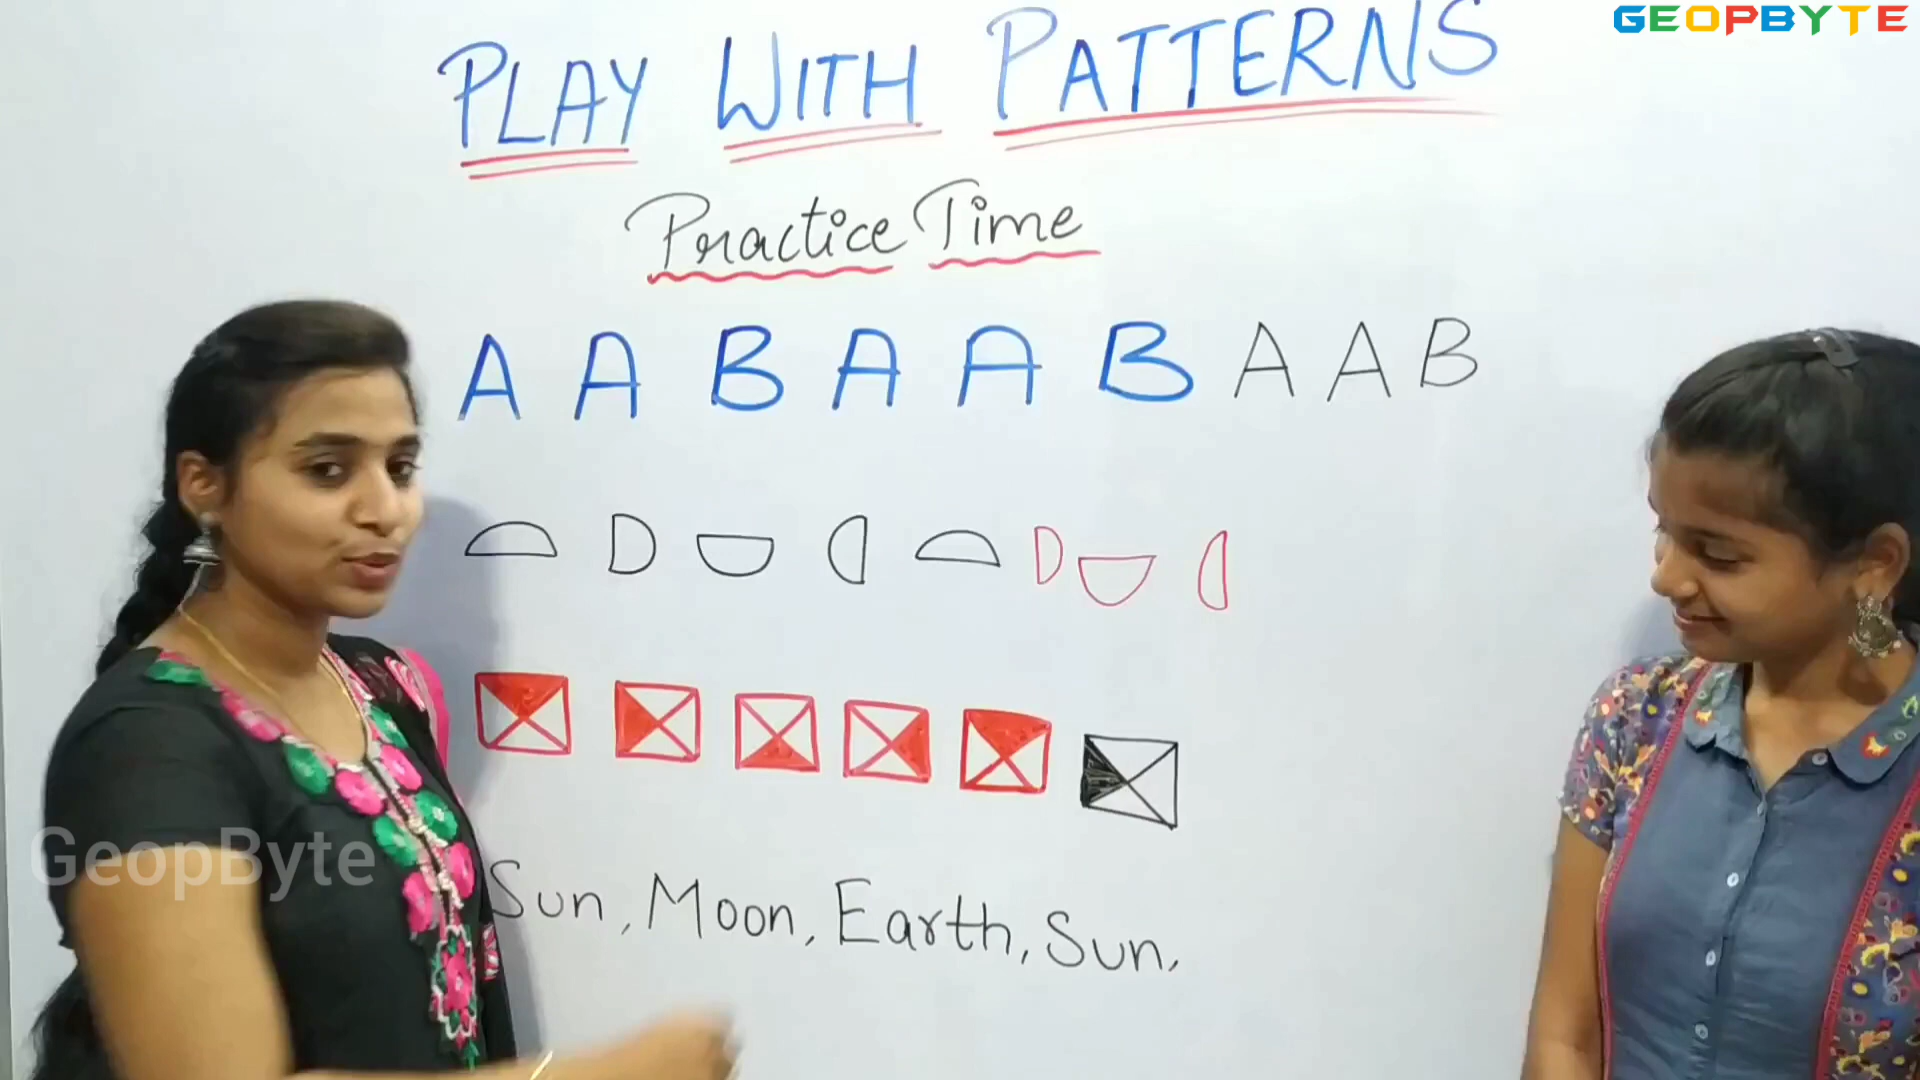 GEOPBYTE
PLAY WITH PATTERNS
Practice Time
A A B A A B A A B
GeopByte
Sun, Moon, Earth, Sun,